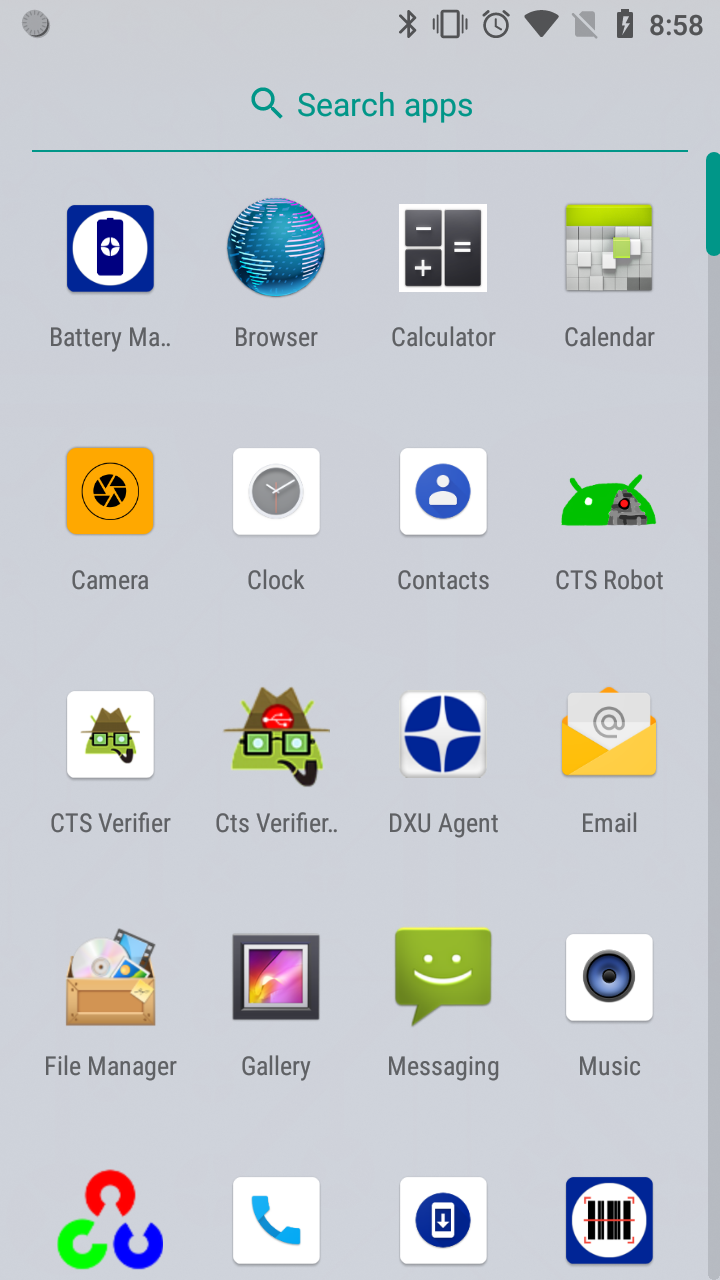 8:58
Search apps
Battery Ma..
Browser
Calculator
Calendar
Camera
Clock
Contacts
CTS Robot
CTS Verifier
Cts Verifier..
DXU Agent
Email
File Manager
Gallery
Messaging
Music